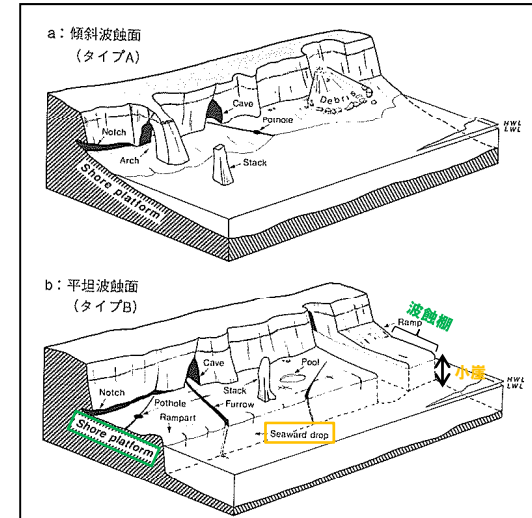 a：傾斜波蝕面
（タイプA）
Notch
Arch
Cave
Pothole
Debris
Stack
Shore platform
HWL
LWL
b：平坦波蝕面
（タイプB）
波蝕棚
Ramp
小崖
Cave
Pool
Notch
Pothole
Stack
Rampart
Furrow
HWL
LWL
Shore platform
Seaward drop